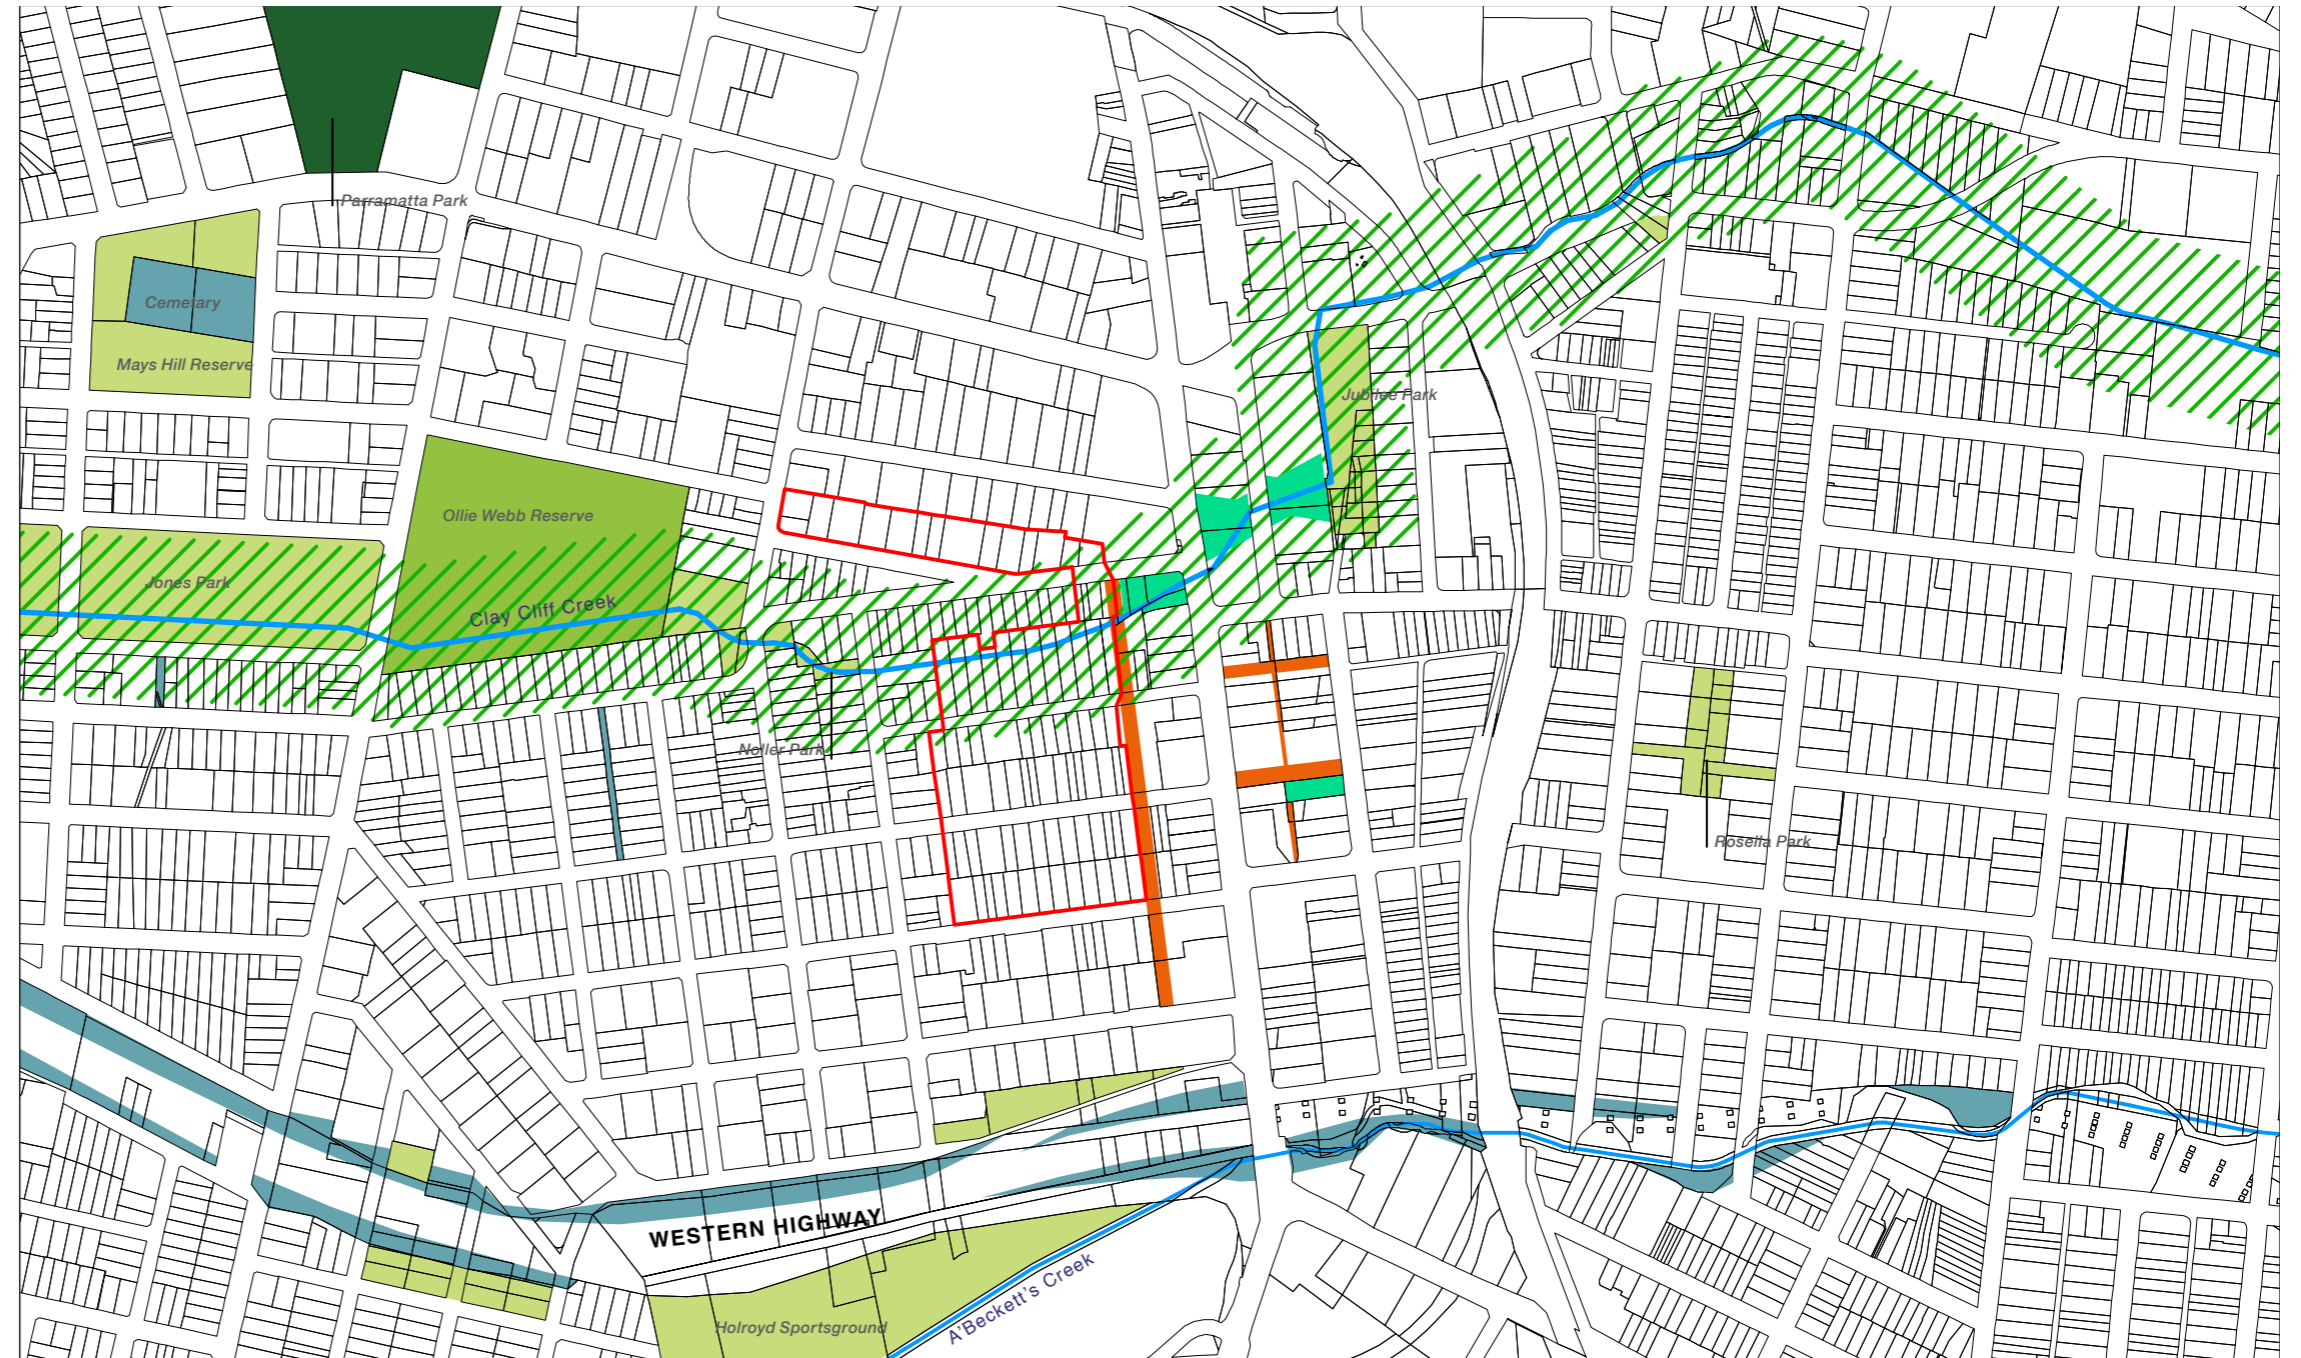 Parramatta Park
Cemetary
Mays Hill Reserve
Jubilee Park
Ollie Webb Reserve
Jones Park
Clay Cliff Creek
Noller Park
Rosella Park
WESTERN HIGHWAY
A'Beckett's Creek
Holroyd Sportsground